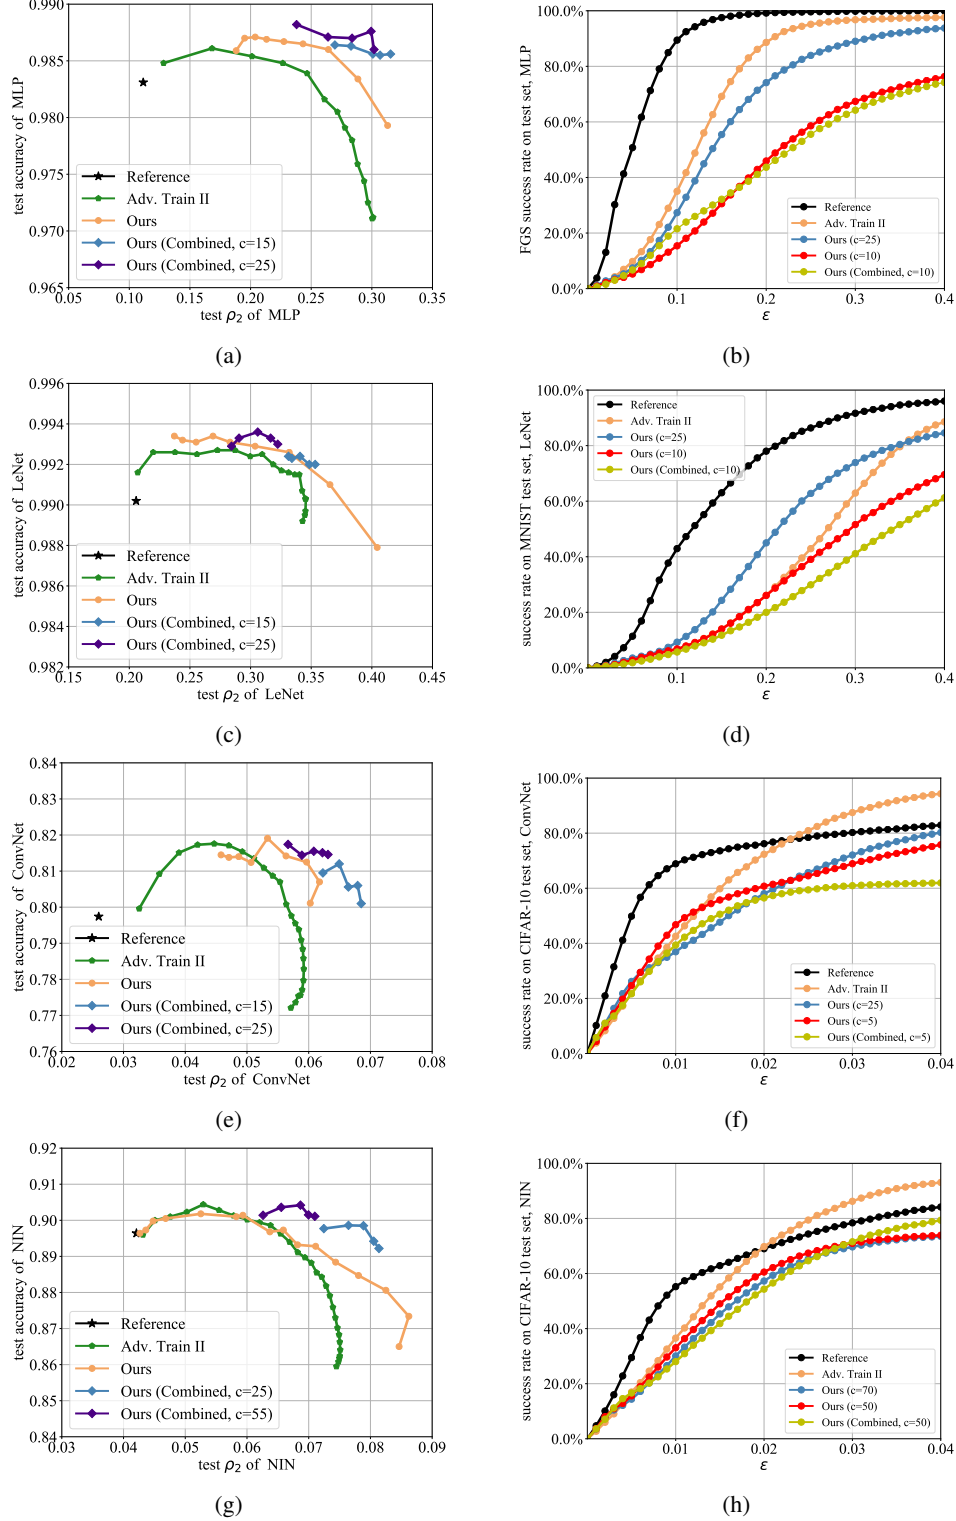 0.990
0.985
0.980
0.975
0.970
0.965
0.05
0.10
0.15
0.20
0.25
0.30
0.35
test accuracy of MLP
test ρ2 of MLP
Reference
Adv. Train II
Ours
Ours (Combined, c=15)
Ours (Combined, c=25)
(a)
100.0%
80.0%
60.0%
40.0%
20.0%
0.0%
0.1
0.2
0.3
0.4
FGS success rate on test set, MLP
ε
Reference
Adv. Train II
Ours (c=25)
Ours (c=10)
Ours (Combined, c=10)
(b)
0.996
0.994
0.992
0.990
0.988
0.986
0.984
0.982
0.15
0.20
0.25
0.30
0.35
0.40
0.45
test accuracy of LeNet
test ρ2 of LeNet
Reference
Adv. Train II
Ours
Ours (Combined, c=15)
Ours (Combined, c=25)
(c)
100.0%
80.0%
60.0%
40.0%
20.0%
0.0%
0.1
0.2
0.3
0.4
success rate on MNIST test set, LeNet
ε
Reference
Adv. Train II
Ours (c=25)
Ours (c=10)
Ours (Combined, c=10)
(d)
0.84
0.83
0.82
0.81
0.80
0.79
0.78
0.77
0.76
0.02
0.03
0.04
0.05
0.06
0.07
0.08
test accuracy of ConvNet
test ρ2 of ConvNet
Reference
Adv. Train II
Ours
Ours (Combined, c=15)
Ours (Combined, c=25)
(e)
100.0%
80.0%
60.0%
40.0%
20.0%
0.0%
0.01
0.02
0.03
0.04
success rate on CIFAR-10 test set, ConvNet
ε
Reference
Adv. Train II
Ours (c=25)
Ours (c=5)
Ours (Combined, c=5)
(f)
0.92
0.91
0.90
0.89
0.88
0.87
0.86
0.85
0.84
0.03
0.04
0.05
0.06
0.07
0.08
0.09
test accuracy of NIN
test ρ2 of NIN
Reference
Adv. Train II
Ours
Ours (Combined, c=25)
Ours (Combined, c=55)
(g)
100.0%
80.0%
60.0%
40.0%
20.0%
0.0%
0.01
0.02
0.03
0.04
success rate on CIFAR-10 test set, NIN
ε
Reference
Adv. Train II
Ours (c=70)
Ours (c=50)
Ours (Combined, c=50)
(h)